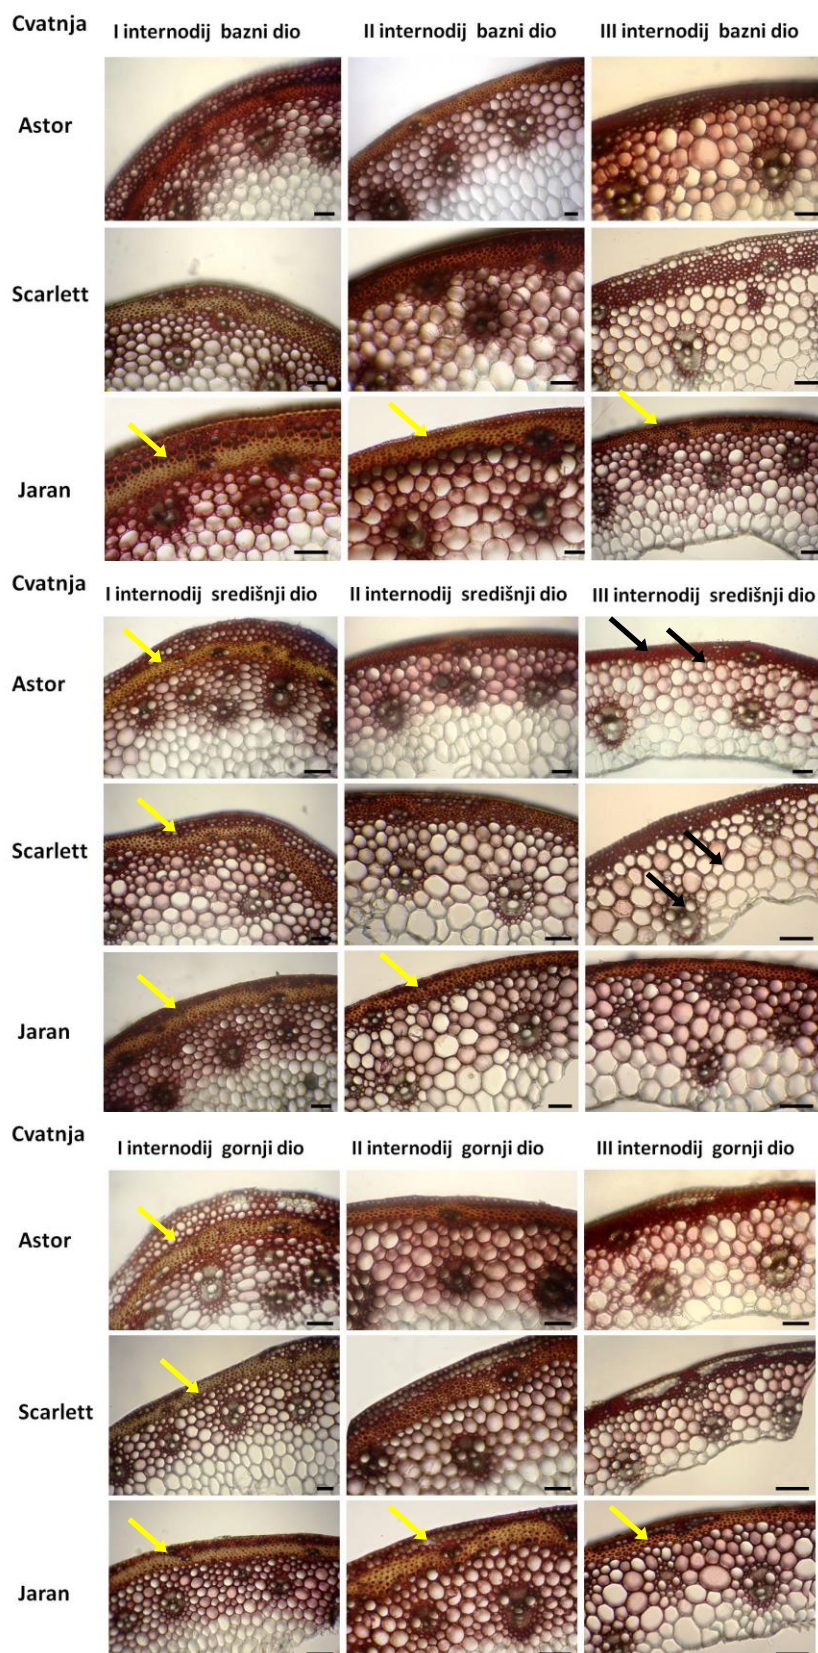 Cvatnja
I internodij bazni dio II internodij bazni dio III internodij bazni dio
Astor
Scarlett
Jaran
Cvatnja
I internodij središnji dio II internodij središnji dio III internodij središnji dio
Astor
Scarlett
Jaran
Cvatnja
I internodij gornji dio II internodij gornji dio III internodij gornji dio
Astor
Scarlett
Jaran